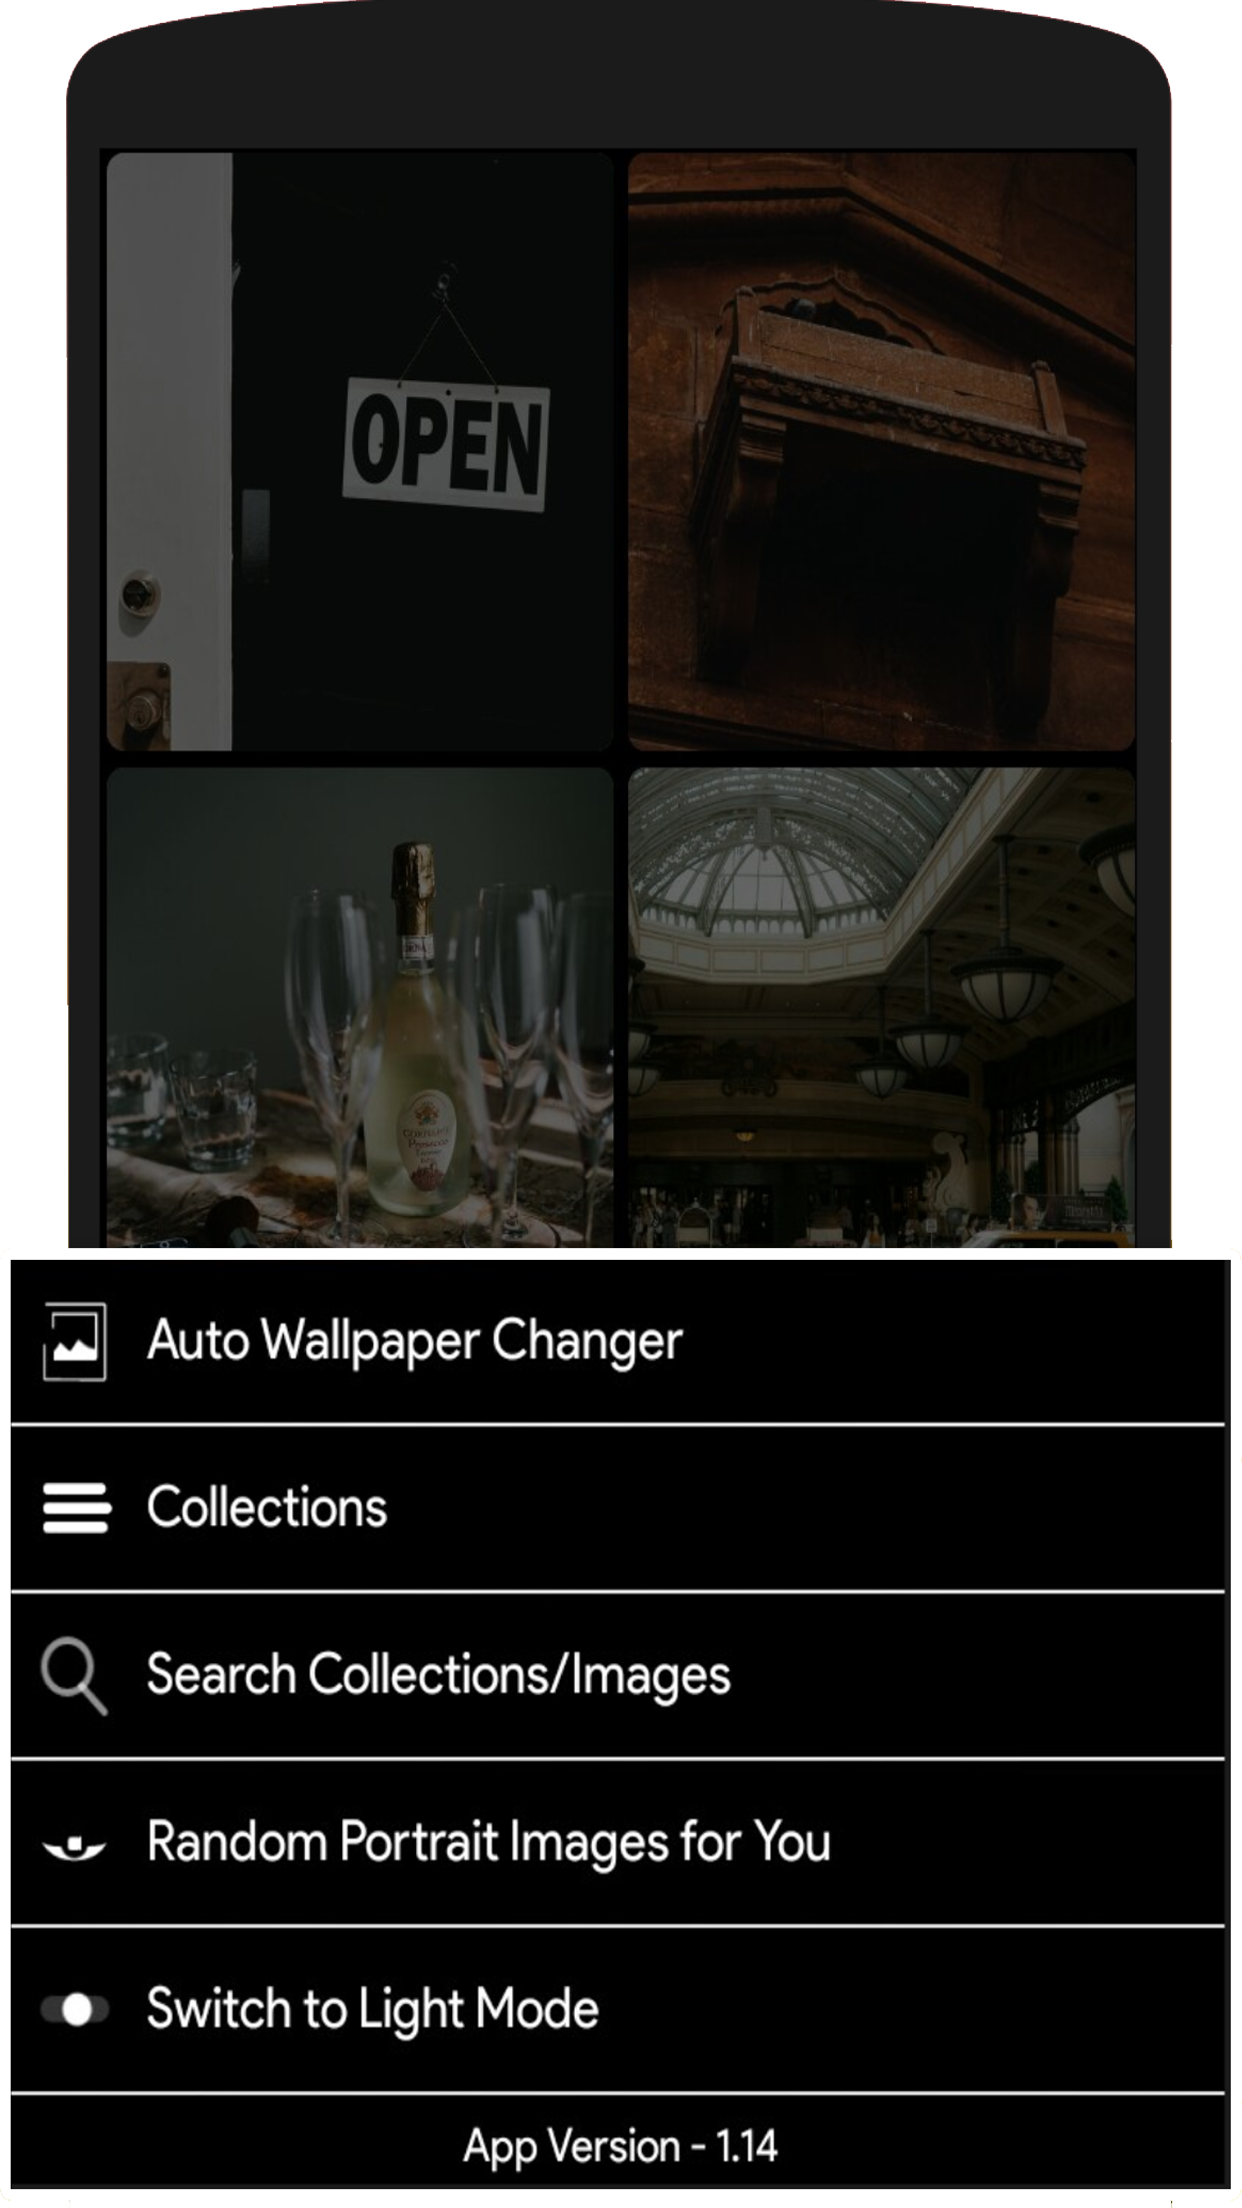 OPEN
Prosecco
Auto Wallpaper Changer
Collections
Search Collections/Images
Random Portrait Images for You
Switch to Light Mode
App Version - 1.14